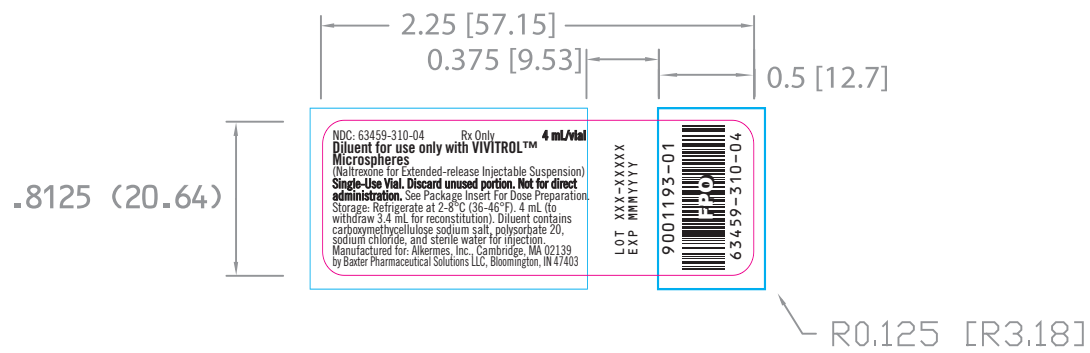 2.25 [57.15]
0.375 [9.53]
0.5 [12.7]
.8125 (20.64)
NDC: 63459-310-04 Rx Only 4 mL/vial
Diluent for use only with VIVITROL™
Microspheres
(Naltrexone for Extended-release Injectable Suspension)
Single-Use Vial. Discard unused portion. Not for direct
administration. See Package Insert For Dose Preparation.
Storage: Refrigerate at 2-8°C (36-46°F). 4 mL (to
withdraw 3.4 mL for reconstitution). Diluent contains
carboxymethycellulose sodium salt, polysorbate 20,
sodium chloride, and sterile water for injection.
Manufactured for: Alkermes, Inc., Cambridge, MA 02139
by Baxter Pharmaceutical Solutions LLC, Bloomington, IN 47403
LOT XXX-XXXXX
EXP MMMYYYY
9001193-01
FPO
63459-310-04
R0.125 [R3.18]